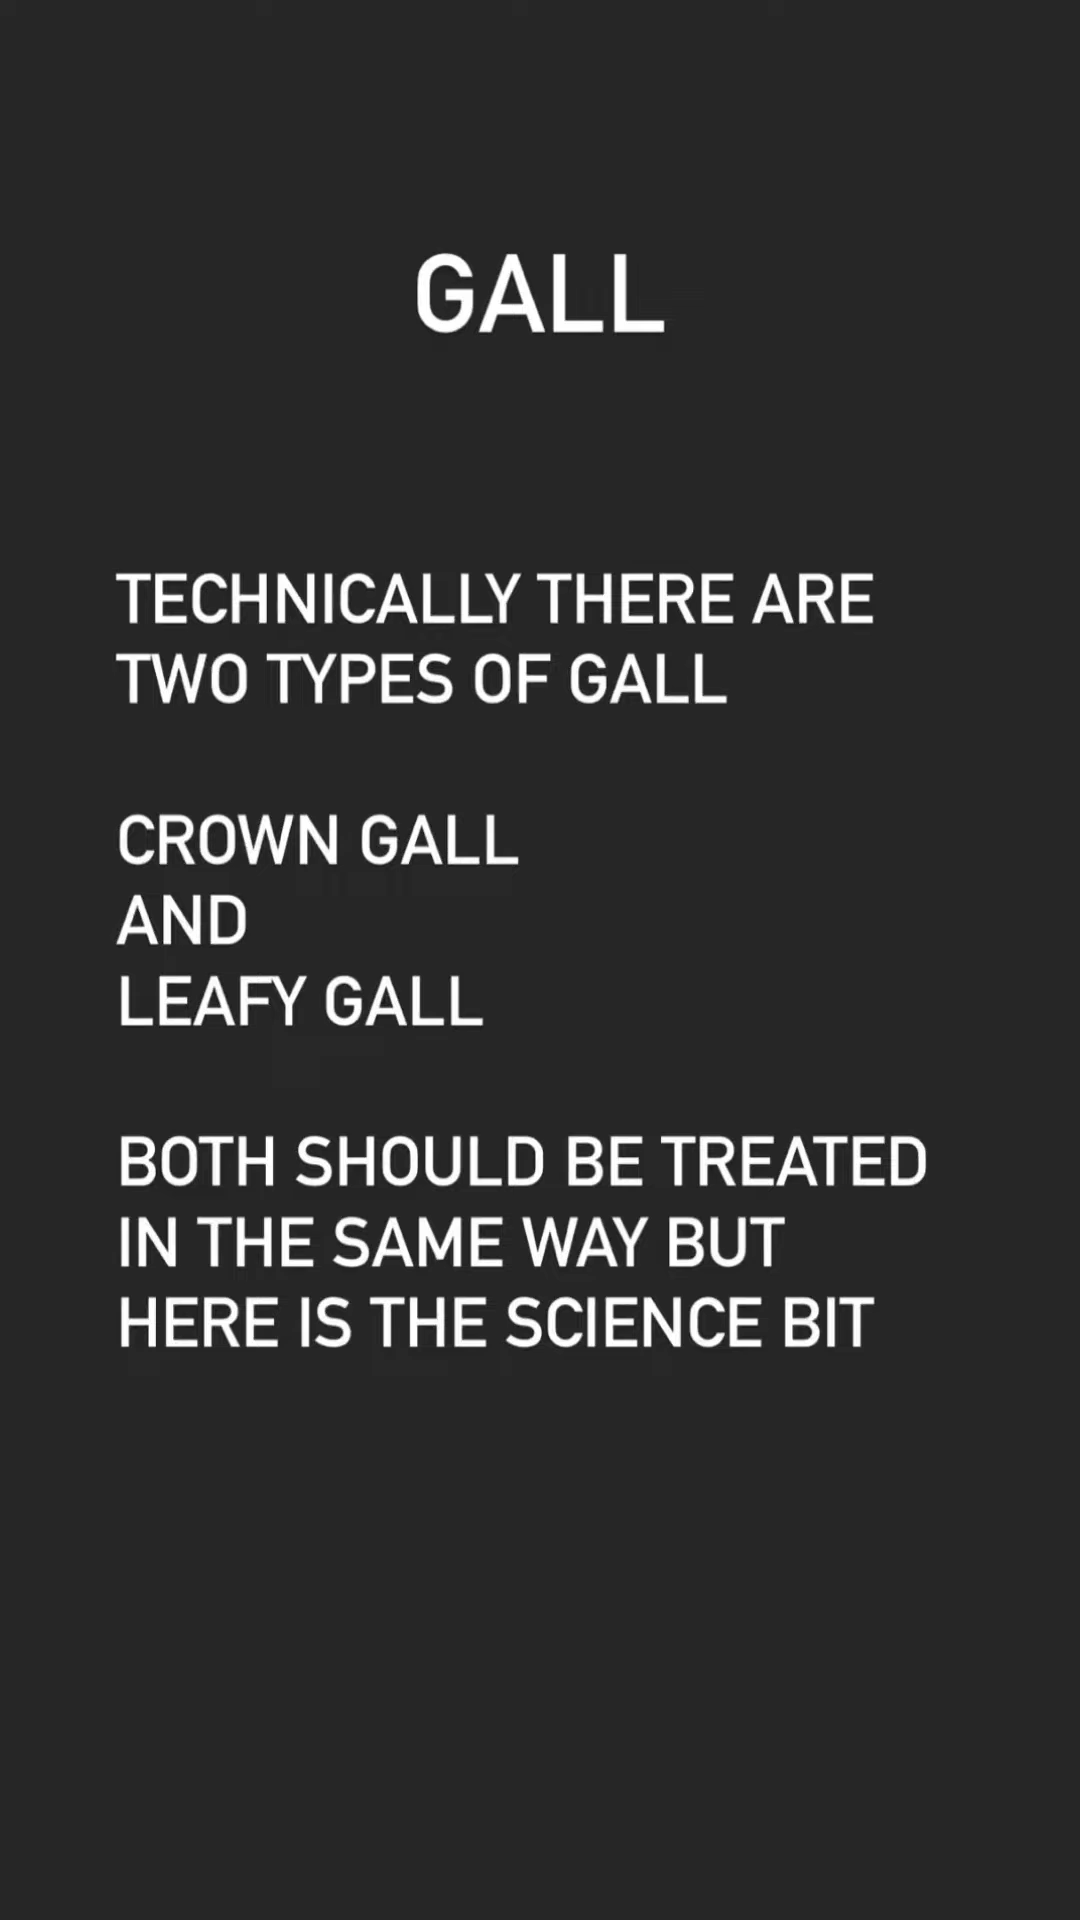 GALL
TECHNICALLY THERE ARE
TWO TYPES OF GALL
CROWN GALL
AND
LEAFY GALL
BOTH SHOULD BE TREATED
IN THE SAME WAY BUT
HERE IS THE SCIENCE BIT